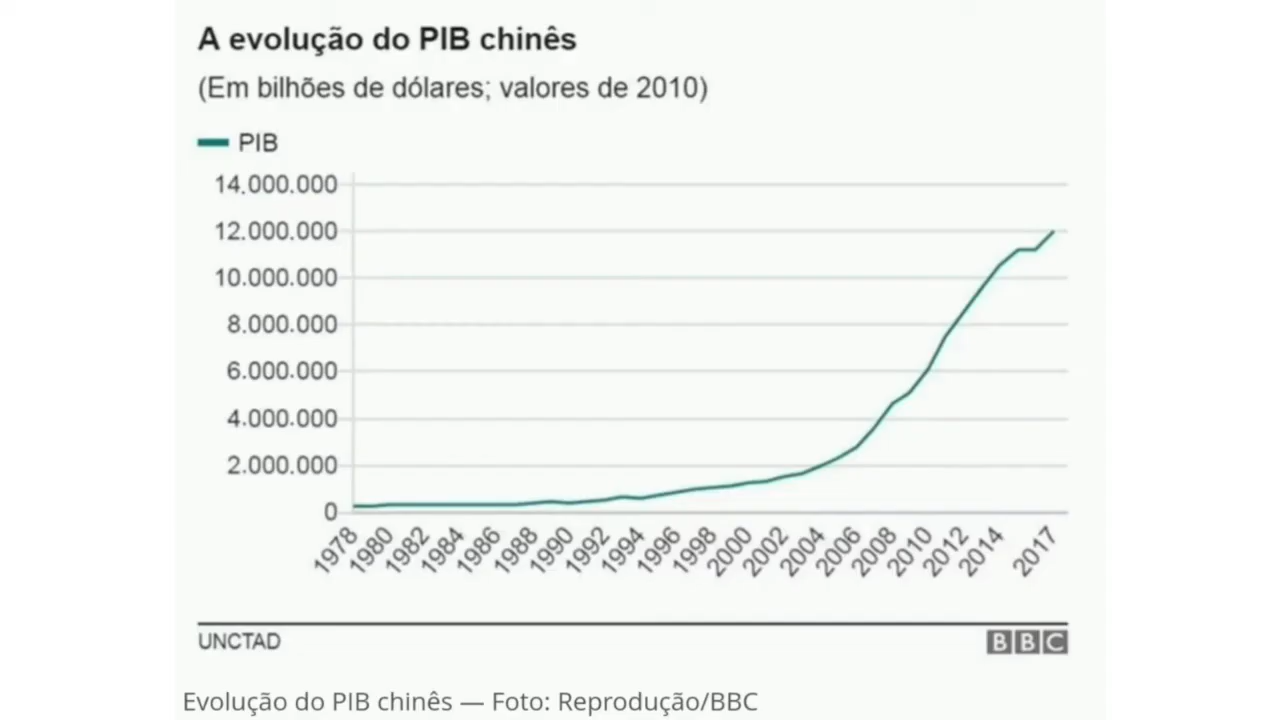 A evolução do PIB chinês
(Em bilhões de dólares; valores de 2010)
PIB
14.000.000
12.000.000
10.000.000
8.000.000
6.000.000
4.000.000
2.000.000
0
1978 1980 1982 1984 1986 1988 1990 1992 1994 1996 1998 2000 2002 2004 2006 2008 2010 2012 2014 2017
UNCTAD BBC
Evolução do PIB chinês — Foto: Reprodução/BBC